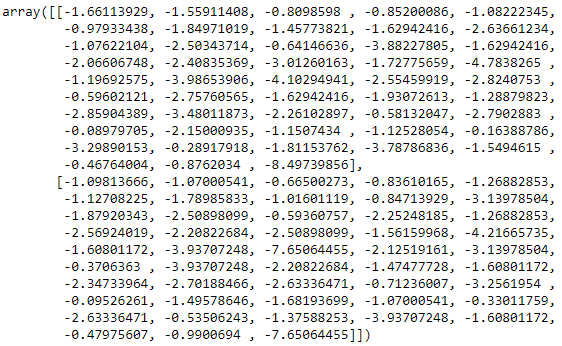 array([[-1.66113929, -1.55911408, -0.8098598 , -0.85200086, -1.08222345,
-0.97933438, -1.84971019, -1.45773821, -1.62942416, -2.63661234,
-1.07622104, -2.50343714, -0.64146636, -3.88227805, -1.62942416,
-2.06606748, -2.40835369, -3.01260163, -1.72775659, -4.7838265 ,
-1.19692575, -3.98653906, -4.10294941, -2.55459919, -2.8240753 ,
-0.59602121, -2.75760565, -1.62942416, -1.93072613, -1.28879823,
-2.85904389, -3.48011873, -2.26102897, -0.58132047, -2.7902883 ,
-0.08979705, -2.15000935, -1.1507434 , -1.12528054, -0.16388786,
-3.29890153, -0.28917918, -1.81153762, -3.78786836, -1.5494615 ,
-0.46764004, -0.8762034 , -8.49739856],
[-1.09813666, -1.07000541, -0.66500273, -0.83610165, -1.26882853,
-1.12708225, -1.78985833, -1.01601119, -0.84713929, -3.13978504,
-1.87920343, -2.50898099, -0.59360757, -2.25248185, -1.26882853,
-2.56924019, -2.20822684, -2.50898099, -1.56159968, -4.21665735,
-1.60801172, -3.93707248, -7.65064455, -2.12519161, -3.13978504,
-0.3706363 , -3.93707248, -2.20822684, -1.47477728, -1.60801172,
-2.34733964, -2.70188466, -2.63336471, -0.71236007, -3.2561954 ,
-0.09526261, -1.49578646, -1.68193699, -1.07000541, -0.33011759,
-2.63336471, -0.53506243, -1.37588253, -3.93707248, -1.60801172,
-0.47975607, -0.9900694 , -7.65064455]])